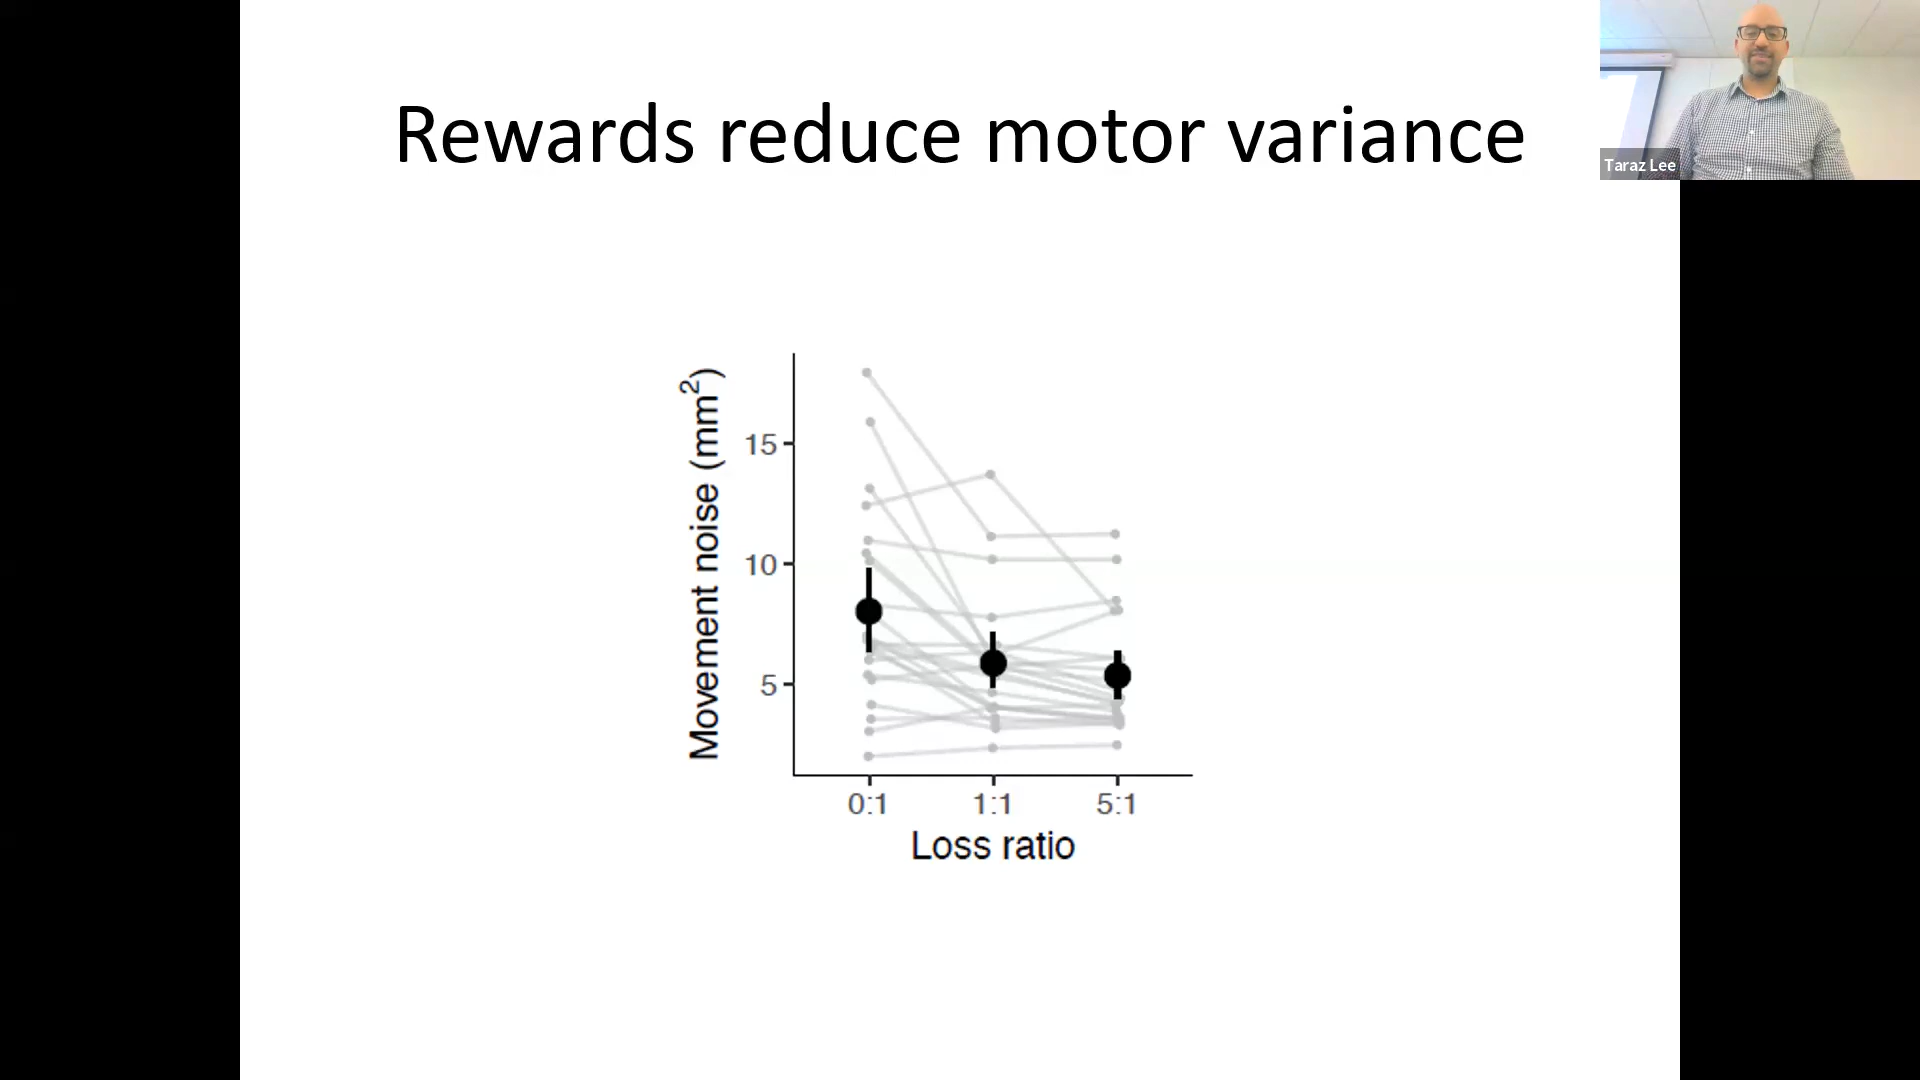 Rewards reduce motor variance
Taraz Lee
Movement noise (mm²)
15
10
5
0:1 1:1 5:1
Loss ratio